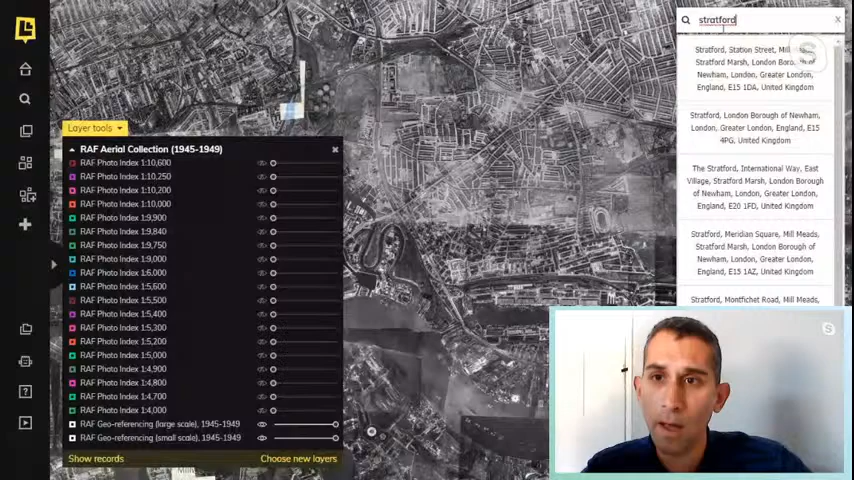 stratford
x
Stratford, Station Street, Mill
Stratford Marsh, London Borough of
Newham, London, Greater London,
England, E15 1DA, United Kingdom
Stratford, London Borough of Newham,
London, Greater London, England, E15
4PG, United Kingdom
The Stratford, International Way, East
Village, Stratford Marsh, London Borough
of Newham, London, Greater London,
England, E20 1FD, United Kingdom
Stratford, Meridian Square, Mill Meads,
Stratford Marsh, London Borough of
Newham, London, Greater London,
England, E15 1AZ, United Kingdom
Stratford, Montfichet Road, Mill Meads,
Layer tools
RAF Aerial Collection (1945-1949)
RAF Photo Index 1:10,600
RAF Photo Index 1:10,250
RAF Photo Index 1:10,200
RAF Photo Index 1:10,000
RAF Photo Index 1:9,900
RAF Photo Index 1:9,840
RAF Photo Index 1:9,750
RAF Photo Index 1:9,000
RAF Photo Index 1:6,000
RAF Photo Index 1:5,600
RAF Photo Index 1:5,500
RAF Photo Index 1:5,400
RAF Photo Index 1:5,300
RAF Photo Index 1:5,200
RAF Photo Index 1:5,000
RAF Photo Index 1:4,900
RAF Photo Index 1:4,800
RAF Photo Index 1:4,700
RAF Photo Index 1:4,000
RAF Geo-referencing (large scale), 1945-1949
RAF Geo-referencing (small scale), 1945-1949
Show records
Choose new layers